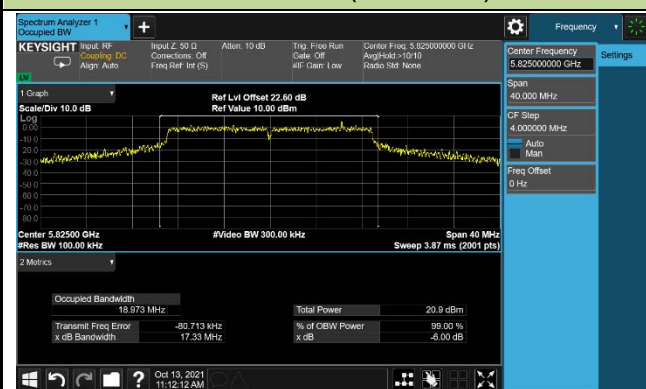 Spectrum Analyzer 1
Occupied BW
Frequency
KEYSIGHT Input: RF Input Z: 50 Ω Atten: 10 dB Trig: Free Run Center Freq: 5.825000000 GHz
Coupling: DC Corrections: Off Gate: Off Avg|Hold:>10/10
Align: Auto Freq Ref: Int (S) #IF Gain: Low Radio Std: None
Center Frequency
5.825000000 GHz
Settings
Span
40.000 MHz
CF Step
4.000000 MHz
Auto
Man
Freq Offset
0 Hz
1 Graph
Ref Lvl Offset 22.60 dB
Scale/Div 10.0 dB Ref Value 10.00 dBm
Log
0.00
-10.0
-20.0
-30.0
-40.0
-50.0
-60.0
-70.0
-80.0
Center 5.82500 GHz #Video BW 300.00 kHz Span 40 MHz
#Res BW 100.00 kHz Sweep 3.87 ms (2001 pts)
2 Metrics
Occupied Bandwidth
18.973 MHz Total Power 20.9 dBm
Transmit Freq Error -80.713 kHz % of OBW Power 99.00 %
x dB Bandwidth 17.33 MHz x dB -6.00 dB
Oct 13, 2021
11:12:12 AM